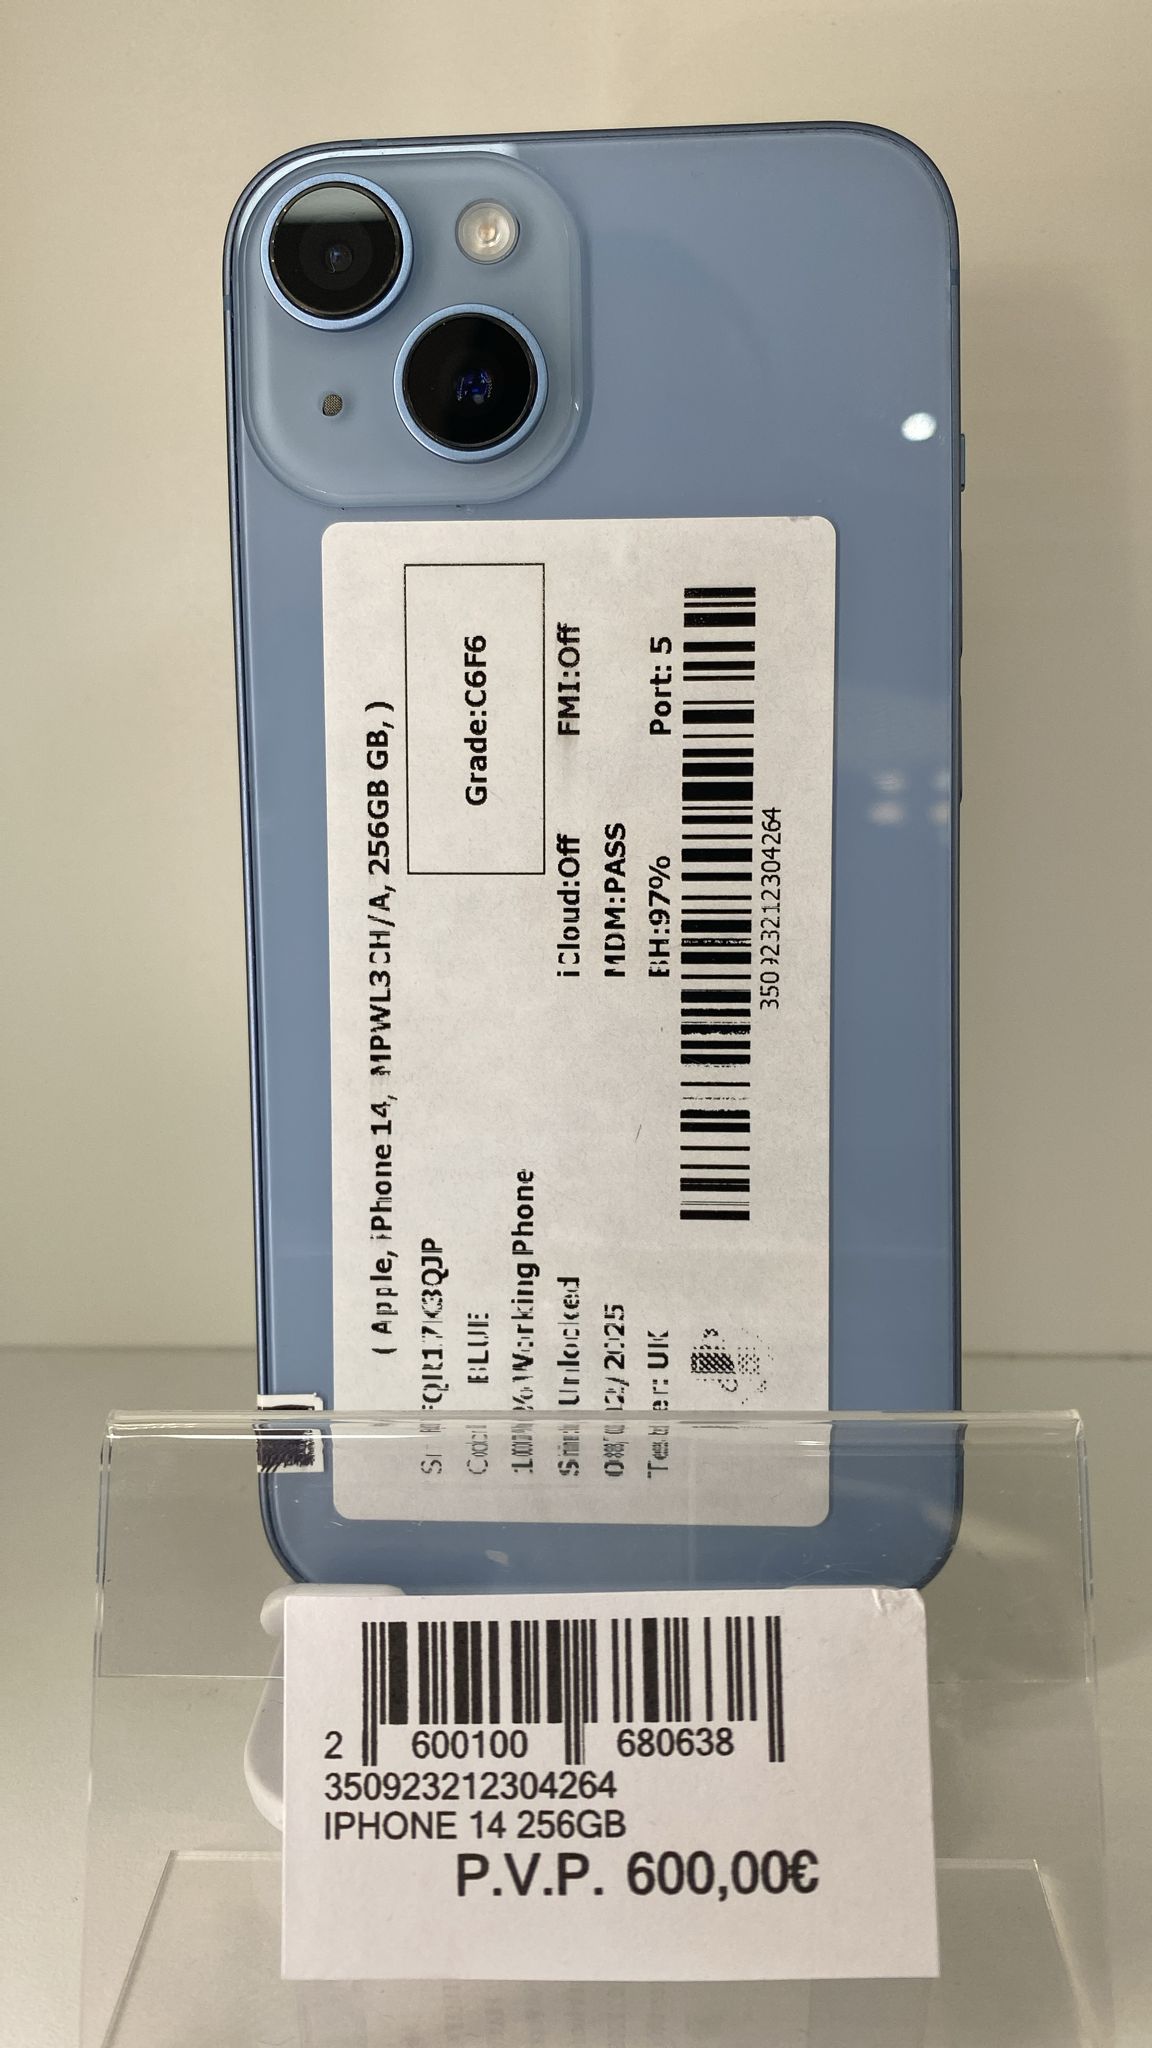 ( Apple, iPhone 14, MPWL3CH/A, 256GB GB, )
Grade:C6F6
BLUE
Working Phone
iCloud:Off FMI:Off
Unlocked
MDM:PASS
2025
UK BH:97% Port: 5
350923212304264
2 600100 680638
350923212304264
IPHONE 14 256GB
P.V.P. 600,00€